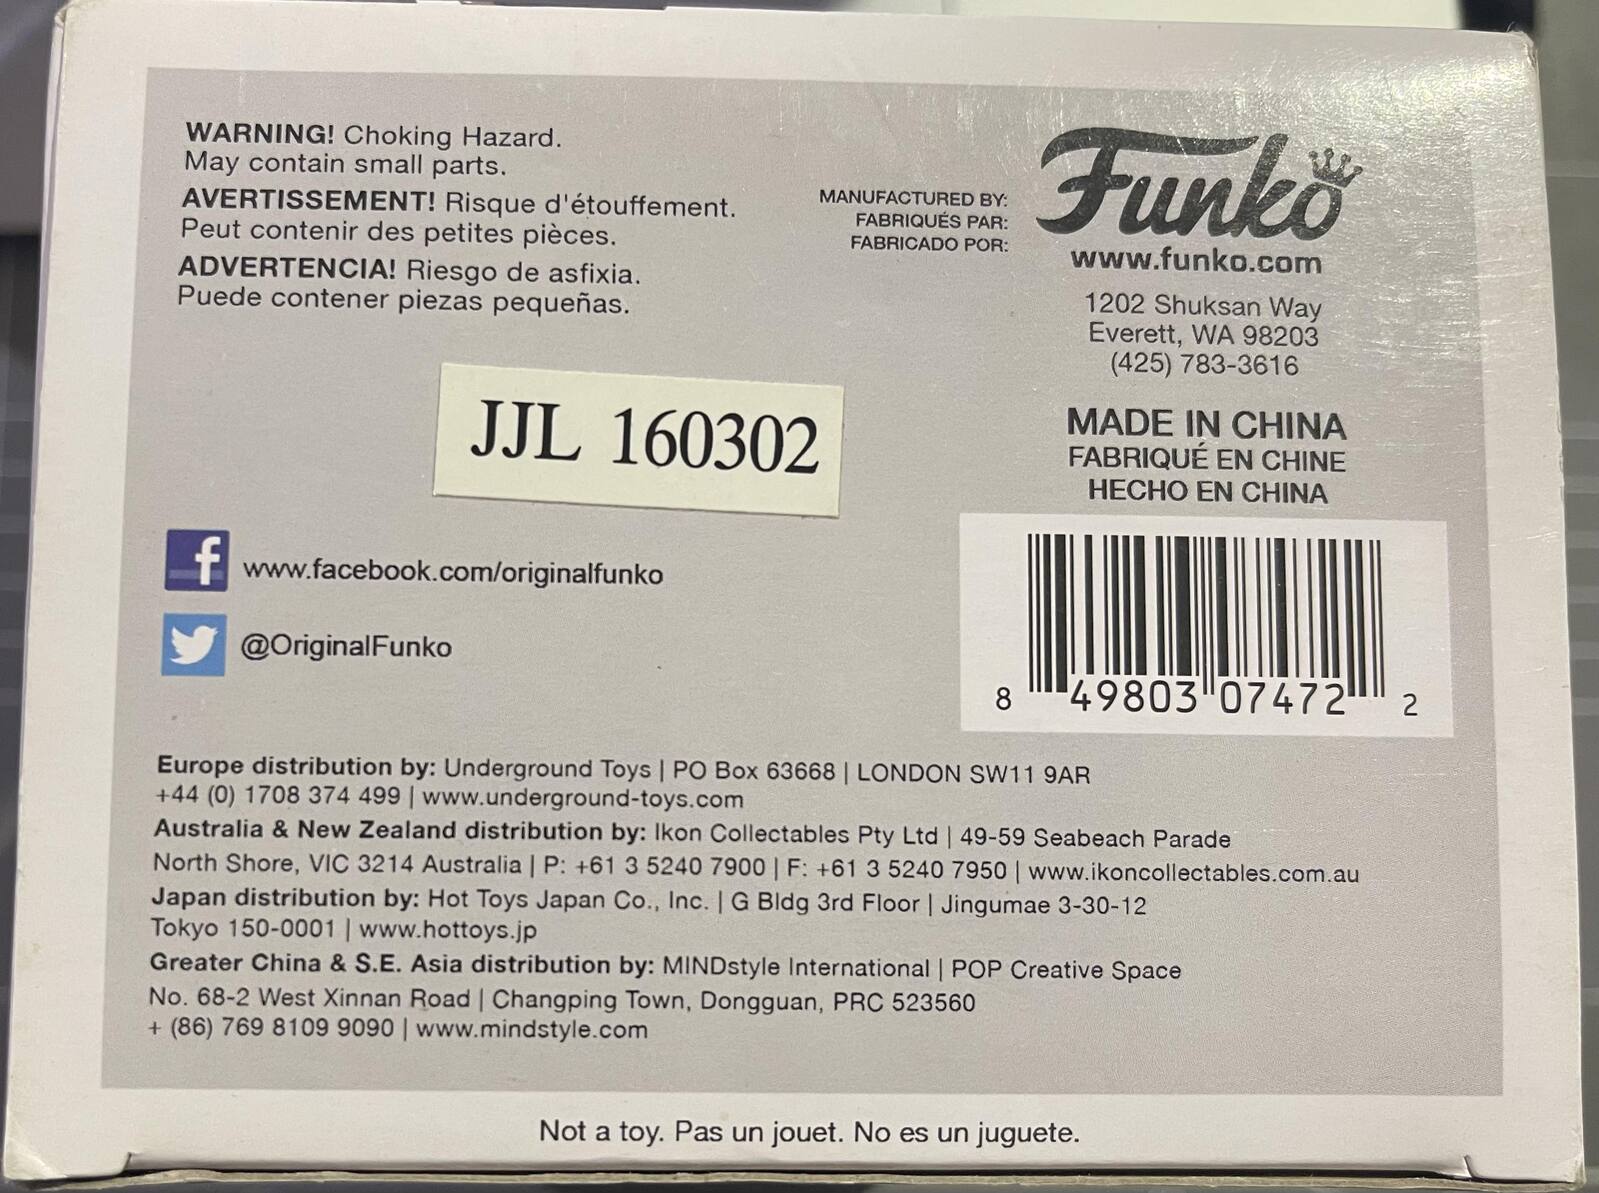 WARNING! Choking Hazard.
May contain small parts.
AVERTISSEMENT! Risque d'étouffement.
Peut contenir des petites pièces.
ADVERTENCIA! Riesgo de asfixia.
Puede contener piezas pequeñas.
MANUFACTURED BY:
FABRIQUÉS PAR:
FABRICADO POR:
Funko
www.funko.com
1202 Shuksan Way
Everett, WA 98203
(425) 783-3616
MADE IN CHINA
FABRIQUÉ EN CHINE
HECHO EN CHINA
JJL 160302
f www.facebook.com/originalfunko
@OriginalFunko
8 49803 07472 2
Europe distribution by: Underground Toys | PO Box 63668 | LONDON SW11 9AR
+44 (0) 1708 374 499 | www.underground-toys.com
Australia & New Zealand distribution by: Ikon Collectables Pty Ltd | 49-59 Seabeach Parade
North Shore, VIC 3214 Australia | P: +61 3 5240 7900 | F: +61 3 5240 7950 | www.ikoncollectables.com.au
Japan distribution by: Hot Toys Japan Co., Inc. | G Bldg 3rd Floor | Jingumae 3-30-12
Tokyo 150-0001 | www.hottoys.jp
Greater China & S.E. Asia distribution by: MINDstyle International | POP Creative Space
No. 68-2 West Xinnan Road | Changping Town, Dongguan, PRC 523560
+ (86) 769 8109 9090 | www.mindstyle.com
Not a toy. Pas un jouet. No es un juguete.